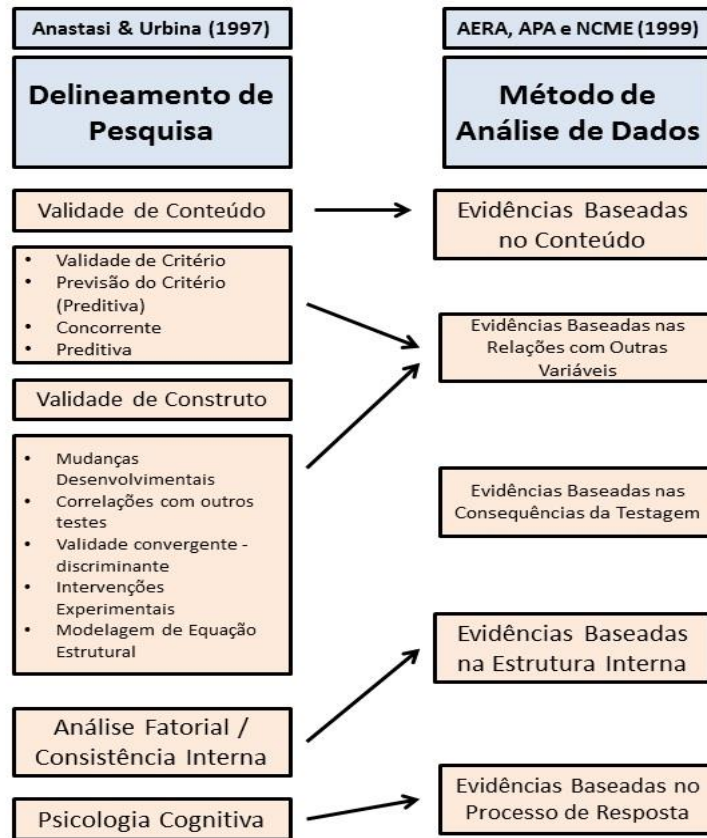 Anastasi & Urbina (1997)
Delineamento de
Pesquisa
Validade de Conteúdo
• Validade de Critério
• Previsão do Critério
(Preditiva)
• Concorrente
• Preditiva
Validade de Construto
• Mudanças
Desenvolvimentais
• Correlações com outros
testes
• Validade convergente -
discriminante
• Intervenções
Experimentais
• Modelagem de Equação
Estrutural
Análise Fatorial /
Consistência Interna
Psicologia Cognitiva
AERA, APA e NCME (1999)
Método de
Análise de Dados
Evidências Baseadas
no Conteúdo
Evidências Baseadas nas
Relações com Outras
Variáveis
Evidências Baseadas nas
Consequências da Testagem
Evidências Baseadas
na Estrutura Interna
Evidências Baseadas no
Processo de Resposta